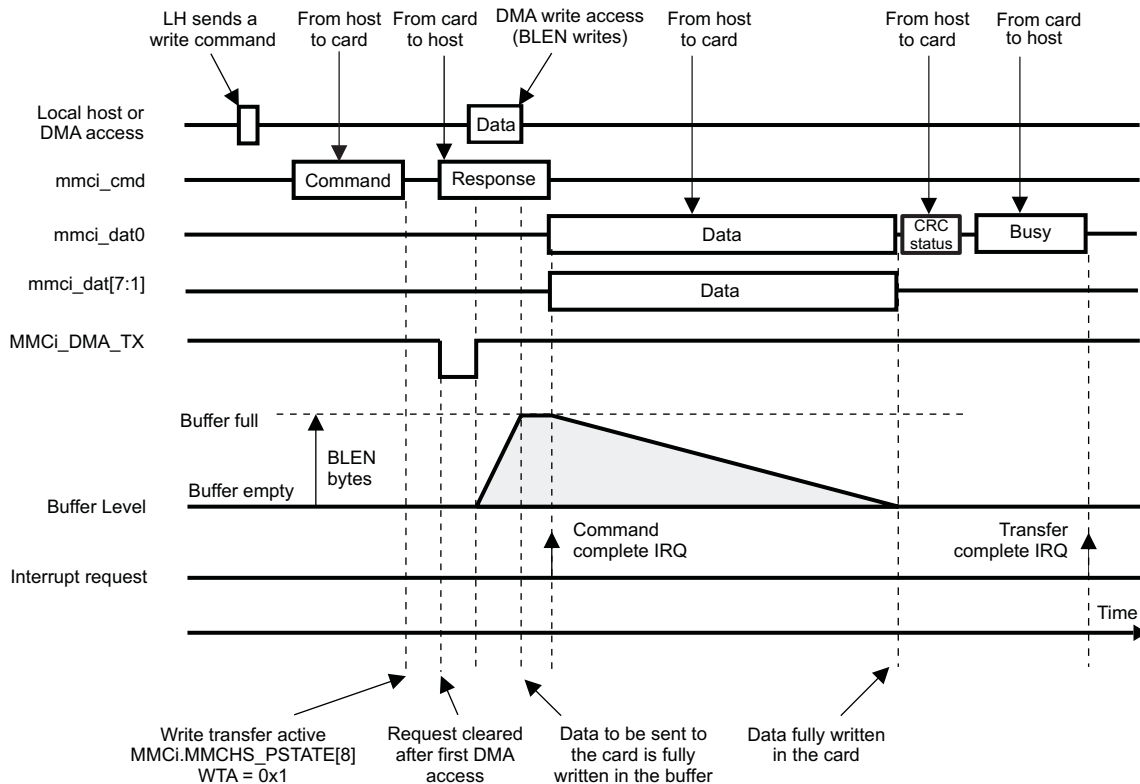 LH sends a
write command
From host
to card
From card
to host
DMA write access
(BLEN writes)
From host
to card
From host
to card
From card
to host
Local host or
DMA access
Data
mmci_cmd
Command
Response
mmci_dat0
Data
CRC
status
Busy
mmci_dat[7:1]
Data
MMCi_DMA_TX
Buffer full
BLEN
bytes
Buffer empty
Buffer Level
Command
complete IRQ
Transfer
complete IRQ
Interrupt request
Time
Write transfer active
MMCi.MMCHS_PSTATE[8]
WTA = 0x1
Request cleared
after first DMA
access
Data to be sent to
the card is fully
written in the buffer
Data fully written
in the card